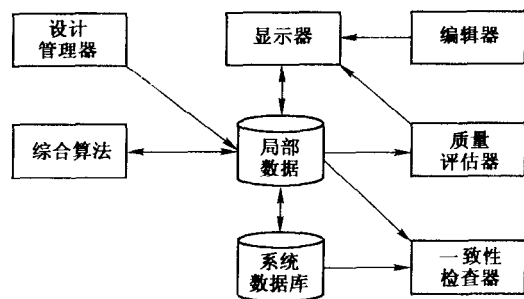 设计
管理器
显示器
编辑器
综合算法
局部
数据
质量
评估器
系统
数据库
一致性
检查器